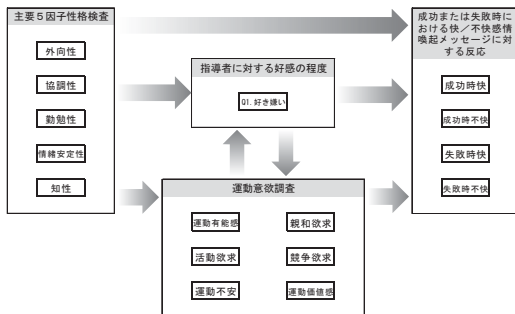 主要５因子性格検査
外向性
協調性
勤勉性
情緒安定性
知性
指導者に対する好感の程度
Q1.好き嫌い
運動意欲調査
運動有能感
親和欲求
活動欲求
競争欲求
運動不安
運動価値感
成功または失敗時に
おける快／不快感情
喚起メッセージに対
する反応
成功時快
成功時不快
失敗時快
失敗時不快